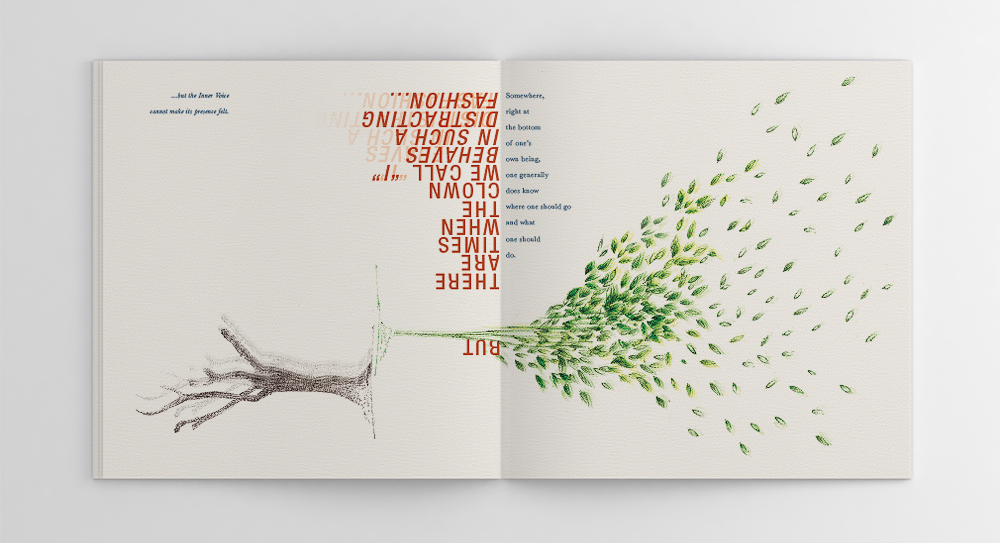 Somewhere,
right at
the bottom
of one's
own being,
one generally
does know
where one should go
and what
one should
do.
BUT
THERE
ARE
TIMES
WHEN
THE
CLOWN
WE CALL “I”
BEHAVES
IN SUCH A
DISTRACTING
FASHION...
...but the Inner Voice
cannot make its presence felt.